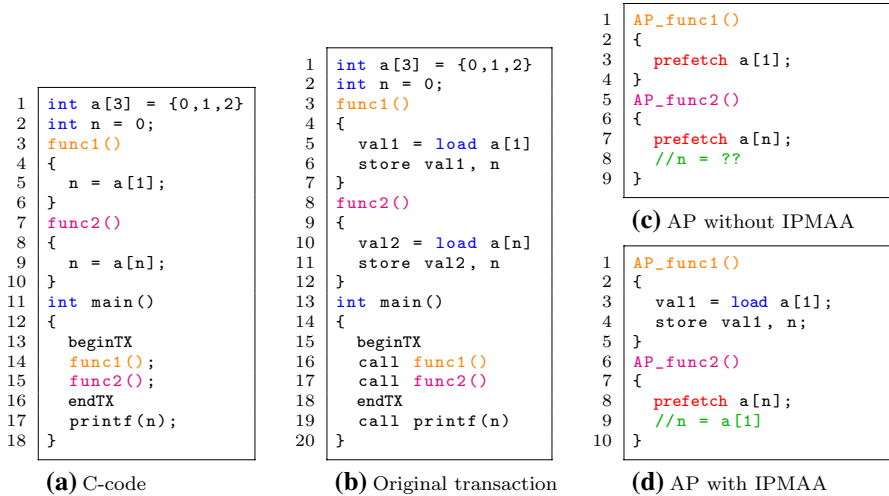 1 int a[3] = {0,1,2}
2 int n = 0;
3 func1()
4 {
5 n = a[1];
6 }
7 func2()
8 {
9 n = a[n];
10 }
11 int main()
12 {
13 beginTX
14 func1();
15 func2();
16 endTX
17 printf(n);
18 }
(a) C-code
1 int a[3] = {0,1,2}
2 int n = 0;
3 func1()
4 {
5 val1 = load a[1]
6 store val1, n
7 }
8 func2()
9 {
10 val2 = load a[n]
11 store val2, n
12 }
13 int main()
14 {
15 beginTX
16 call func1()
17 call func2()
18 endTX
19 call printf(n)
20 }
(b) Original transaction
1 AP_func1()
2 {
3 prefetch a[1];
4 }
5 AP_func2()
6 {
7 prefetch a[n];
8 //n = ??
9 }
(c) AP without IPMAA
1 AP_func1()
2 {
3 val1 = load a[1];
4 store val1, n;
5 }
6 AP_func2()
7 {
8 prefetch a[n];
9 //n = a[1]
10 }
(d) AP with IPMAA